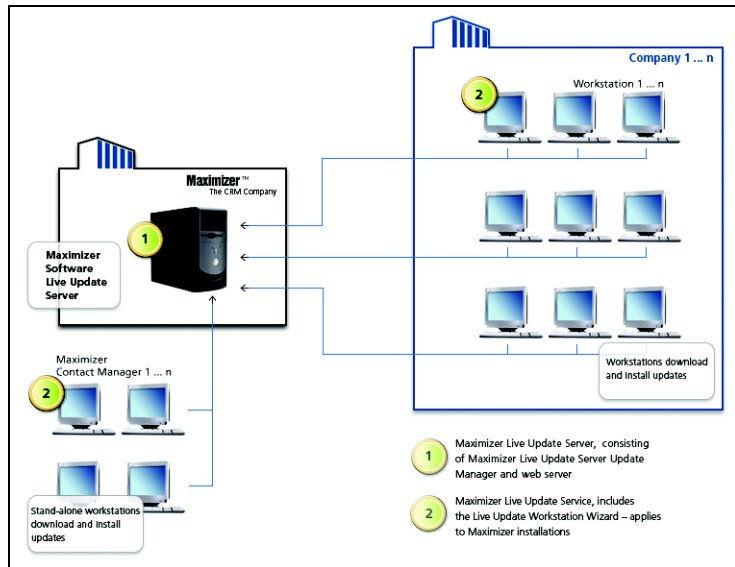 Company 1 ... n
2
Workstation 1 ... n
Maximizer™
The CRM Company
1
Maximizer
Software
Live Update
Server
Workstations download
and install updates
Maximizer
Contact Manager 1 ... n
2
Stand-alone workstations
download and install
updates
1
Maximizer Live Update Server, consisting
of Maximizer Live Update Server Update
Manager and web server
2
Maximizer Live Update Service, includes
the Live Update Workstation Wizard – applies
to Maximizer installations